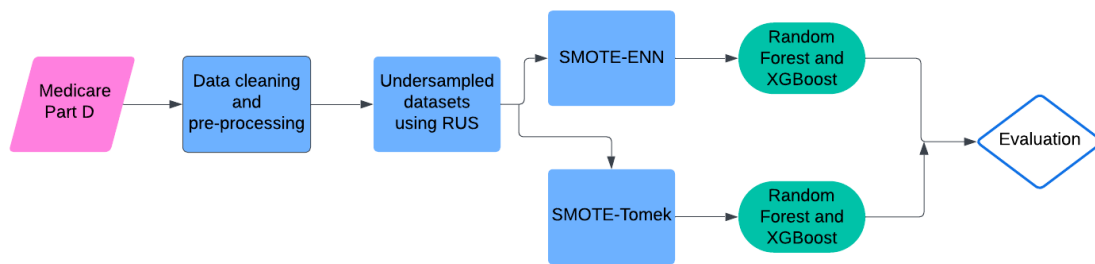 Medicare
Part D
Data cleaning
and
pre-processing
Undersampled
datasets
using RUS
SMOTE-ENN
Random
Forest and
XGBoost
SMOTE-Tomek
Random
Forest and
XGBoost
Evaluation